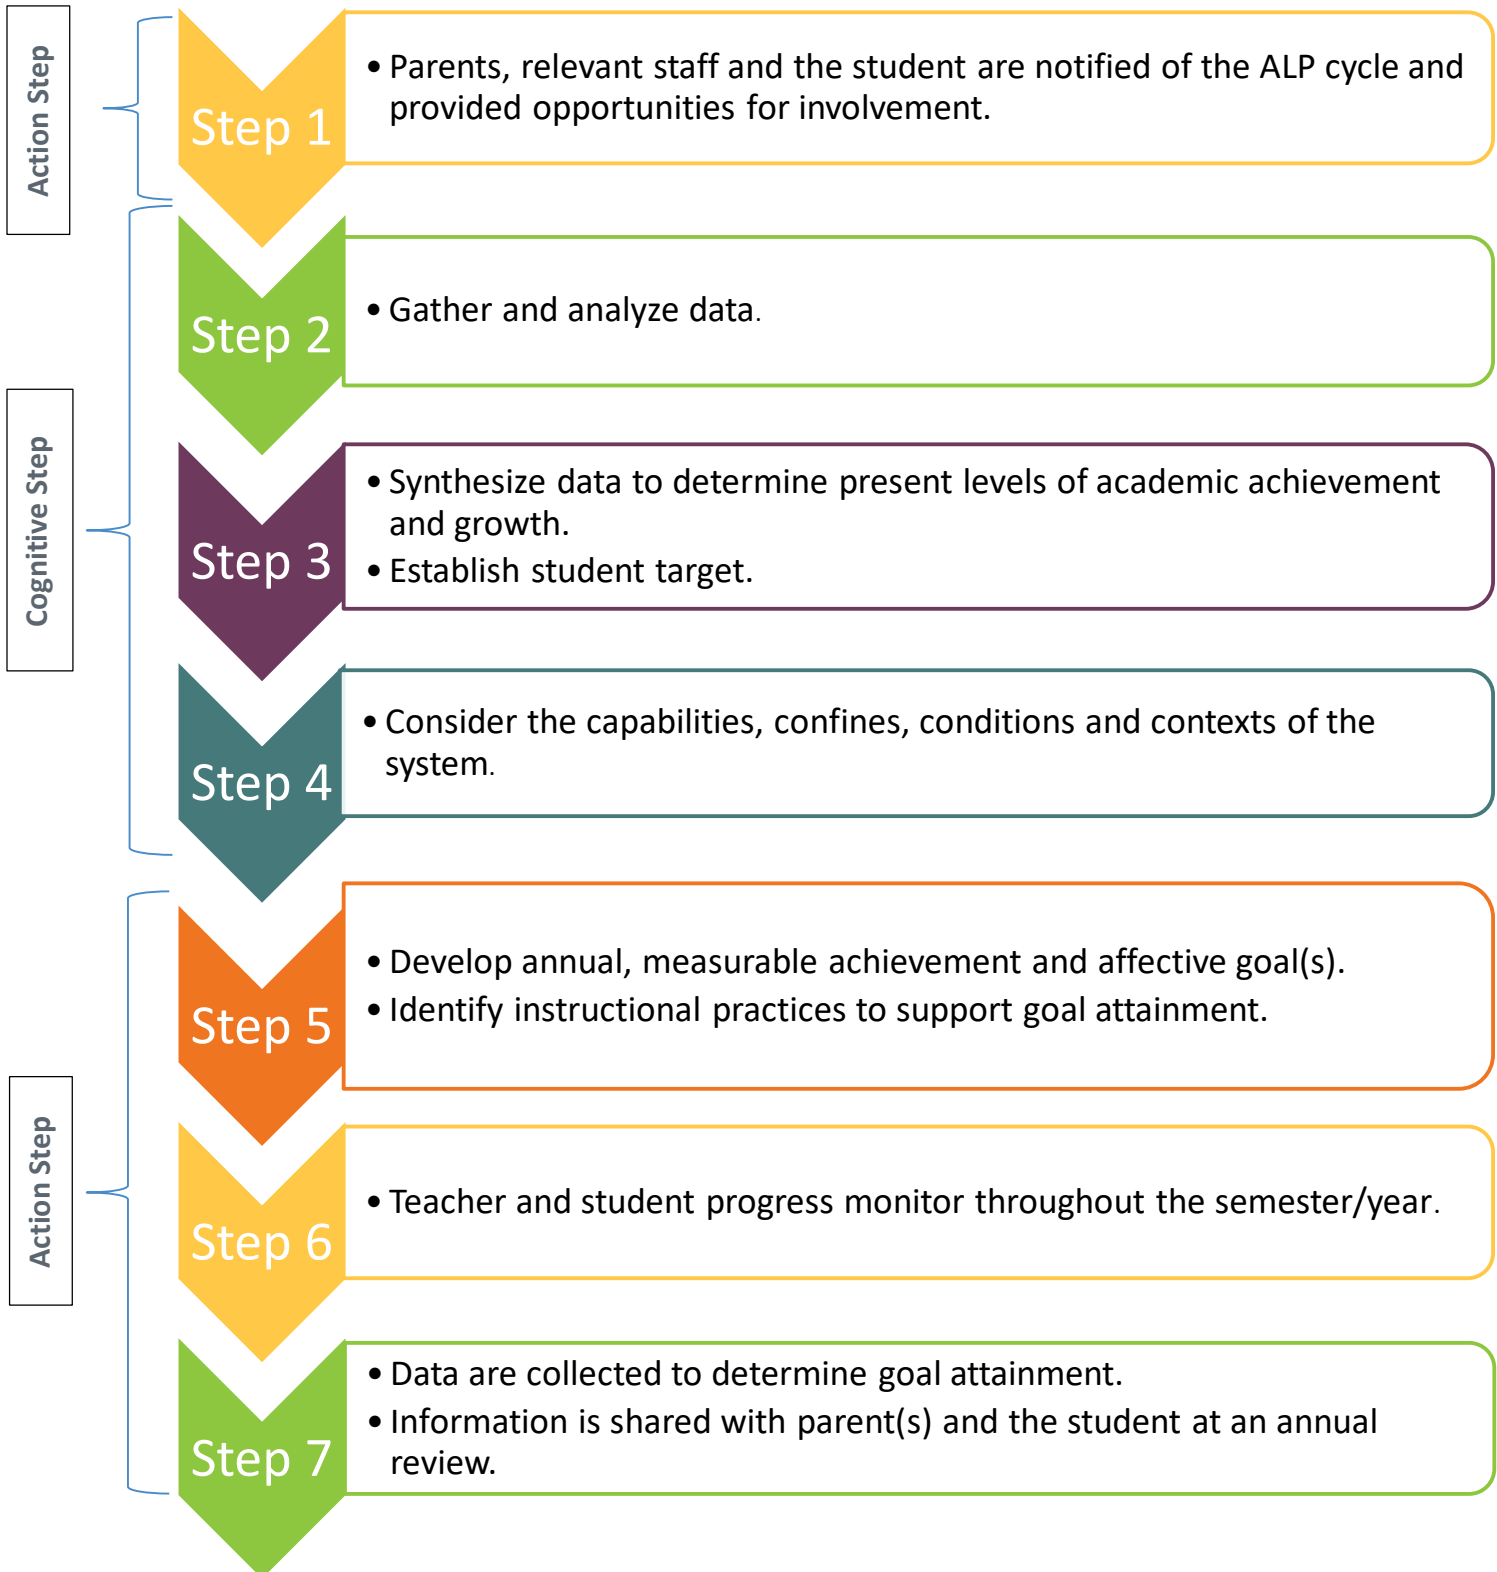 Action Step
Step 1
• Parents, relevant staff and the student are notified of the ALP cycle and
provided opportunities for involvement.
Cognitive Step
Step 2
• Gather and analyze data.
Step 3
• Synthesize data to determine present levels of academic achievement
and growth.
• Establish student target.
Step 4
• Consider the capabilities, confines, conditions and contexts of the
system.
Action Step
Step 5
• Develop annual, measurable achievement and affective goal(s).
• Identify instructional practices to support goal attainment.
Step 6
• Teacher and student progress monitor throughout the semester/year.
Step 7
• Data are collected to determine goal attainment.
• Information is shared with parent(s) and the student at an annual
review.